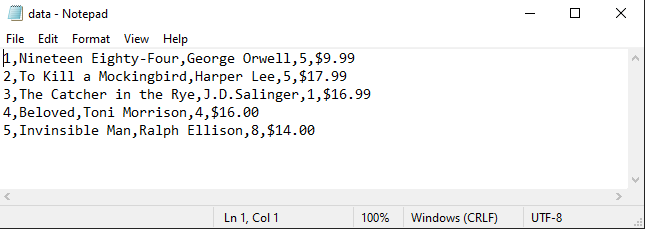 data - Notepad
File Edit Format View Help
1,Nineteen Eighty-Four,George Orwell,5,$9.99
2,To Kill a Mockingbird,Harper Lee,5,$17.99
3,The Catcher in the Rye,J.D.Salinger,1,$16.99
4,Beloved,Toni Morrison,4,$16.00
5,Invinsible Man,Ralph Ellison,8,$14.00
Ln 1, Col 1 100% Windows (CRLF) UTF-8